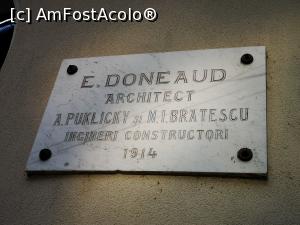 [c] AmFostAcolo®
E. DONEAUD
ARCHITECT
A. PUKLICKY și N.I. BRATESCU
INGINERI CONSTRUCTORI
1914